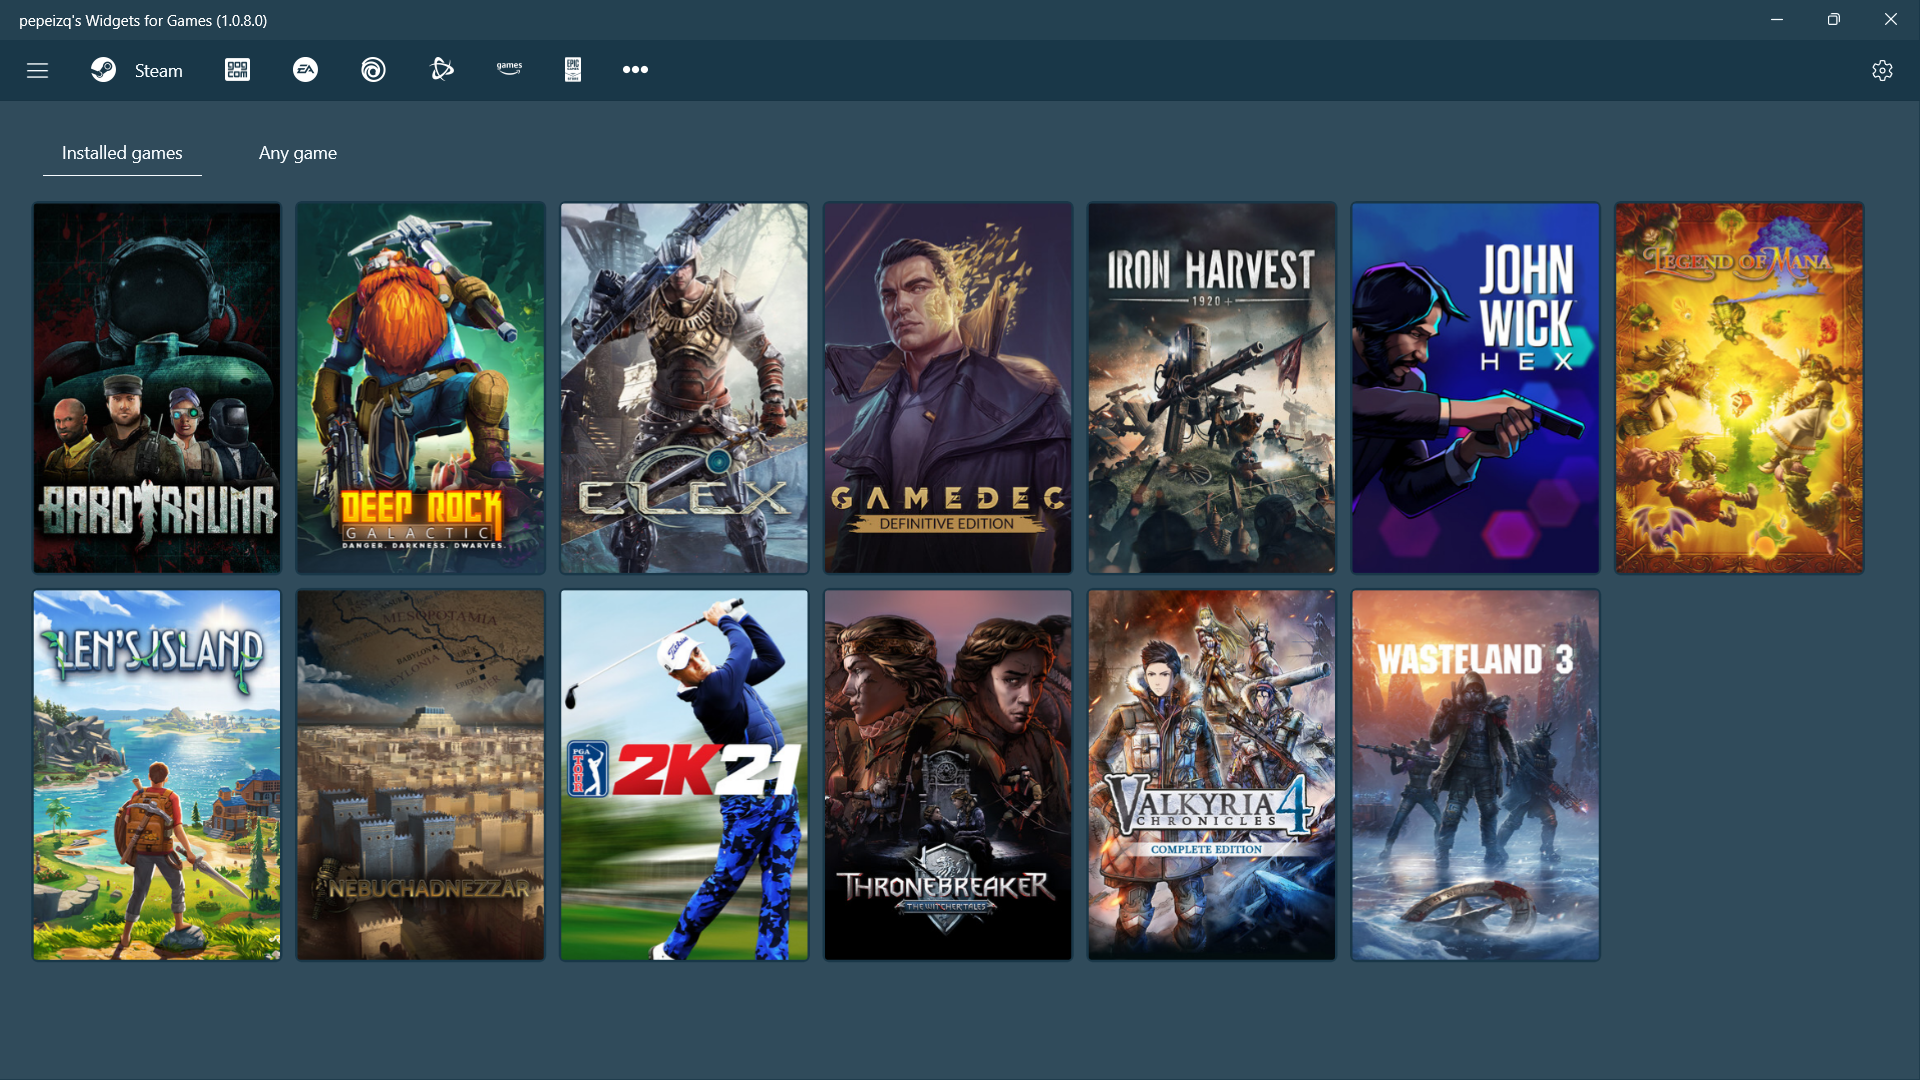 pepeizq's Widgets for Games (1.0.8.0)
Steam
gog
com
EA
games
EPIC
GAMES
Installed games
Any game
BAROTRAUMA
DEEP ROCK
GALACTIC
DANGER. DARKNESS. DWARVES.
ELEX
GAMEDEC
DEFINITIVE EDITION
IRON HARVEST
1920+
JOHN
WICK
HEX
LEGEND OF MANA
LEN'S ISLAND
MESOPOTAMIA
BABYLON
NEBUCHADNEZZAR
Titleist
PGA
TOUR
2K21
THRONEBREAKER
THE WITCHER TALES
VALKYRIA
CHRONICLES
4
COMPLETE EDITION
WASTELAND 3